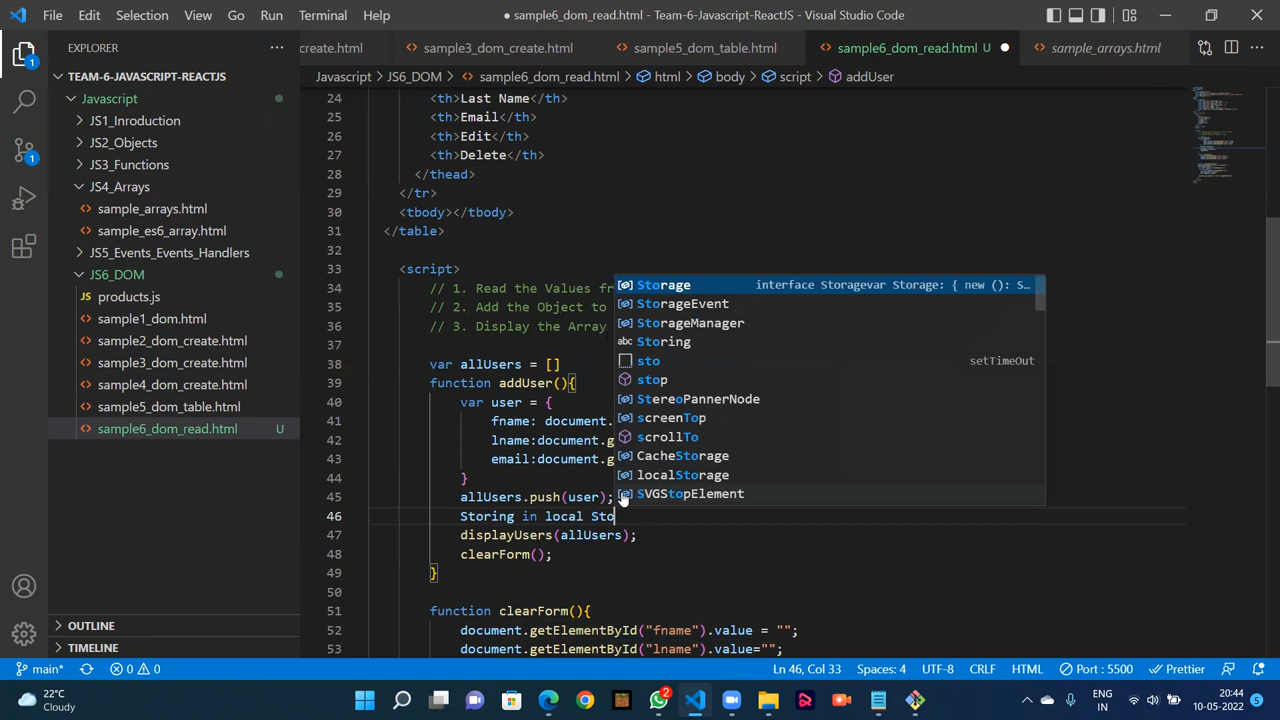 File Edit Selection View Go Run Terminal Help
● sample6_dom_read.html - Team-6-Javascript-ReactJS - Visual Studio Code
EXPLORER
create.html sample3_dom_create.html sample5_dom_table.html sample6_dom_read.html U sample_arrays.html
TEAM-6-JAVASCRIPT-REACTJS
Javascript > JS6_DOM > sample6_dom_read.html > html > body > script > addUser
Javascript
JS1_Inroduction
JS2_Objects
JS3_Functions
JS4_Arrays
sample_arrays.html
sample_es6_array.html
JS5_Events_Events_Handlers
JS6_DOM
products.js
sample1_dom.html
sample2_dom_create.html
sample3_dom_create.html
sample4_dom_create.html
sample5_dom_table.html
sample6_dom_read.html U
OUTLINE
TIMELINE
24 <th>Last Name</th>
25 <th>Email</th>
26 <th>Edit</th>
27 <th>Delete</th>
28 </thead>
29 </tr>
30 <tbody></tbody>
31 </table>
32
33 <script>
34 // 1. Read the Values fr
35 // 2. Add the Object to
36 // 3. Display the Array
37
38 var allUsers = []
39 function addUser(){
40 var user = {
41 fname: document.
42 lname:document.g
43 email:document.g
44 }
45 allUsers.push(user);
46 Storing in local Sto
47 displayUsers(allUsers);
48 clearForm();
49 }
50
51 function clearForm(){
52 document.getElementById("fname").value = "";
53 document.getElementById("lname").value="";
Storage interface Storagevar Storage: { new (): S…
StorageEvent
StorageManager
abc Storing
sto setTimeOut
stop
StereoPannerNode
screenTop
scrollTo
CacheStorage
localStorage
SVGStopElement
1
1
main* 0 0 Ln 46, Col 33 Spaces: 4 UTF-8 CRLF HTML Port : 5500 Prettier
22°C
Cloudy
2
ENG
IN
20:44
10-05-2022
5